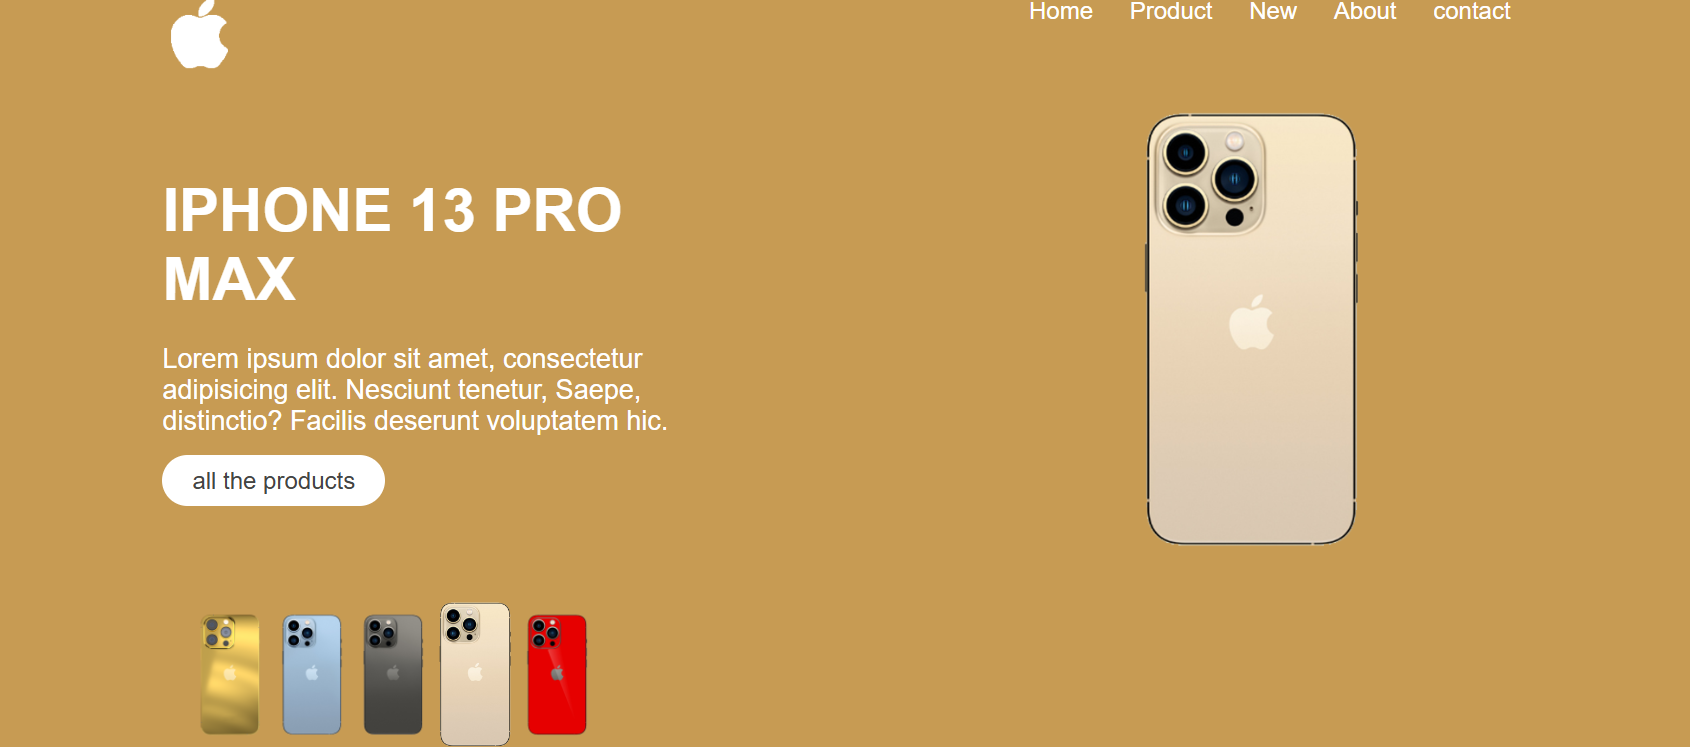 Home Product New About contact
IPHONE 13 PRO
MAX
Lorem ipsum dolor sit amet, consectetur
adipisicing elit. Nesciunt tenetur, Saepe,
distinctio? Facilis deserunt voluptatem hic.
all the products